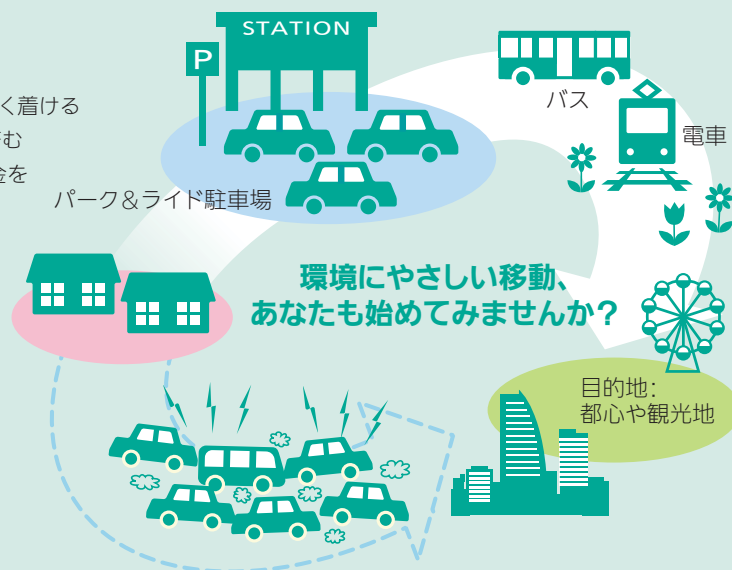 STATION
P
バス
電車
く着ける
む
金を
パーク&ライド駐車場
環境にやさしい移動、
あなたも始めてみませんか?
目的地:
都心や観光地